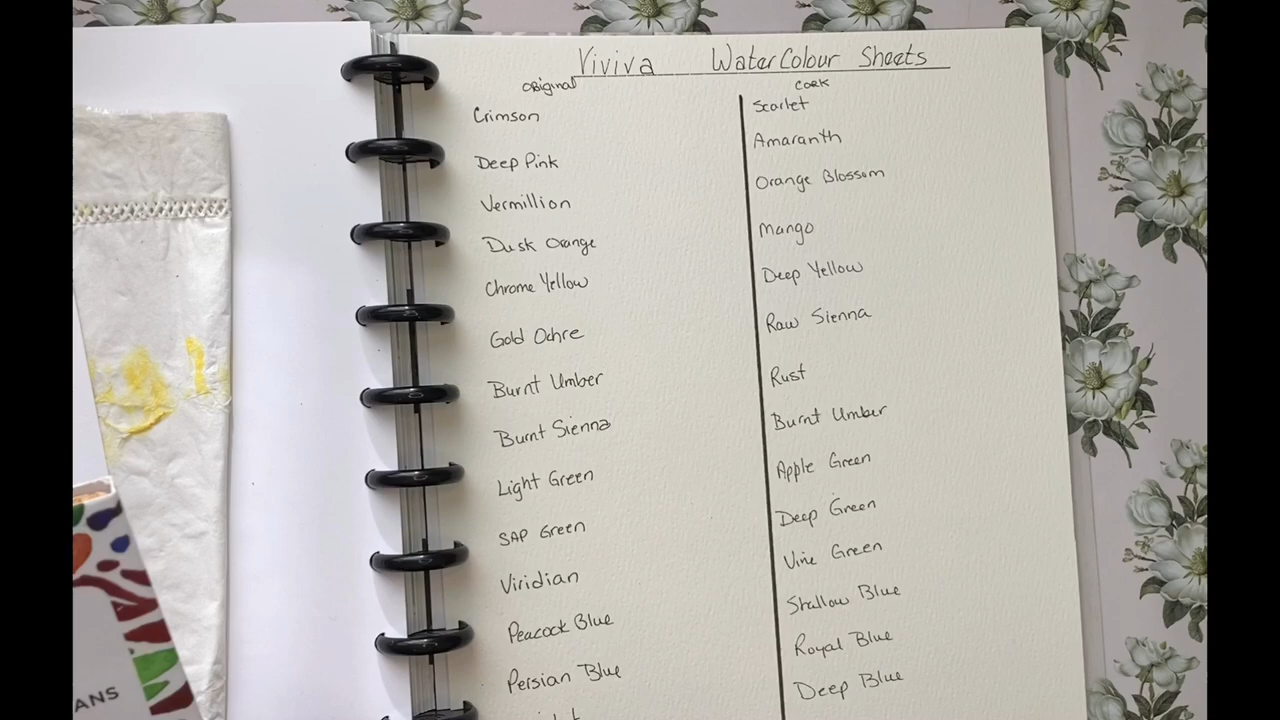 Viviva WaterColour Sheets
Original
Crimson
Deep Pink
Vermillion
Dusk Orange
Chrome Yellow
Gold Ochre
Burnt Umber
Burnt Sienna
Light Green
SAP Green
Viridian
Peacock Blue
Persian Blue
CORK
Scarlet
Amaranth
Orange Blossom
Mango
Deep Yellow
Raw Sienna
Rust
Burnt Umber
Apple Green
Deep Green
Vine Green
Shallow Blue
Royal Blue
Deep Blue